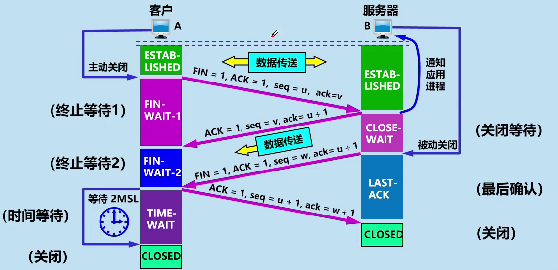 客户
服务器
A
B
主动关闭
ESTAB-
LISHED
数据传送
ESTAB-
LISHED
通知
应用
进程
FIN = 1, ACK = 1, seq = u, ack=v
(终止等待1)
FIN-
WAIT-1
ACK = 1, seq = v, ack= u + 1
CLOSE-
WAIT
(关闭等待)
数据传送
被动关闭
(终止等待2)
FIN-
WAIT-2
FIN = 1, ACK = 1, seq = w, ack= u + 1
LAST-
ACK
(最后确认)
等待 2MSL
ACK = 1, seq = u + 1, ack= w + 1
(时间等待)
TIME-
WAIT
CLOSED
(关闭)
(关闭)
CLOSED